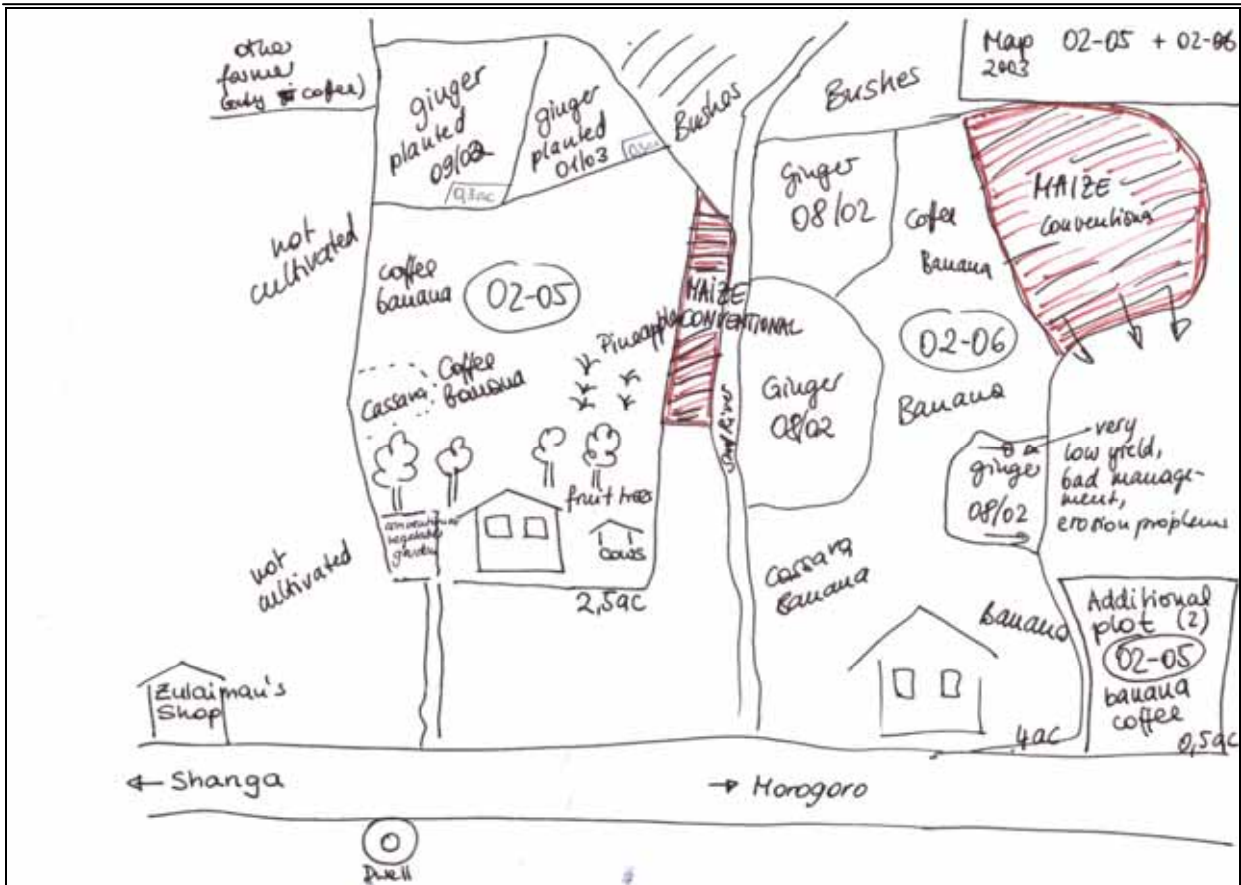 other
farmer
(only coffee)
ginger
planted
09/02
0,3ac
ginger
planted
01/03
Bushes
Bushes
Map 02-05 + 02-06
2003
MAIZE
Conventional
Ginger
08/02
Coffee
Banana
not
cultivated
coffee
banana
02-05
MAIZE
CONVENTIONAL
Pineapple
02-06
Banana
Cassava
Coffee
Banana
Ginger
08/02
River
ginger
08/02
very
low yield,
bad manage-
ment,
erosion proplems
fruit trees
cows
vegetable
garden
not
cultivated
2,5ac
Cassava
Banana
Banana
Additional
plot (2)
02-05
banana
coffee
0,5ac
4ac
Zulaiman's
Shop
← Shanga
→ Morogoro